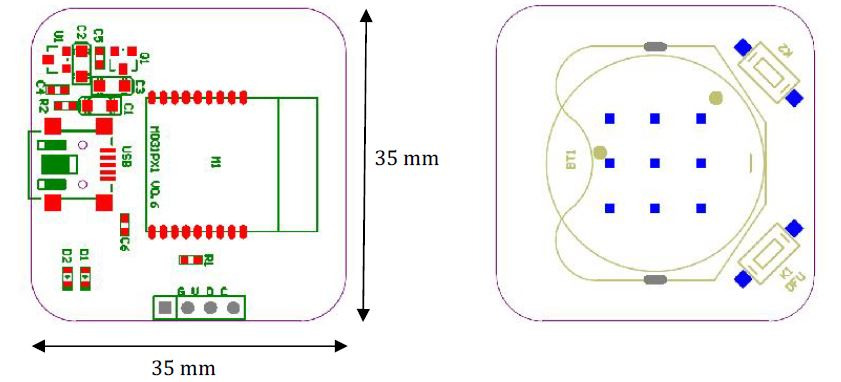 U1
C2
C5
Q1
C4
C3
R2
C1
USB
MD31PX1 V0.6
M1
C6
R1
D2
D1
35 mm
35 mm
K2
BT1
K1
DFU